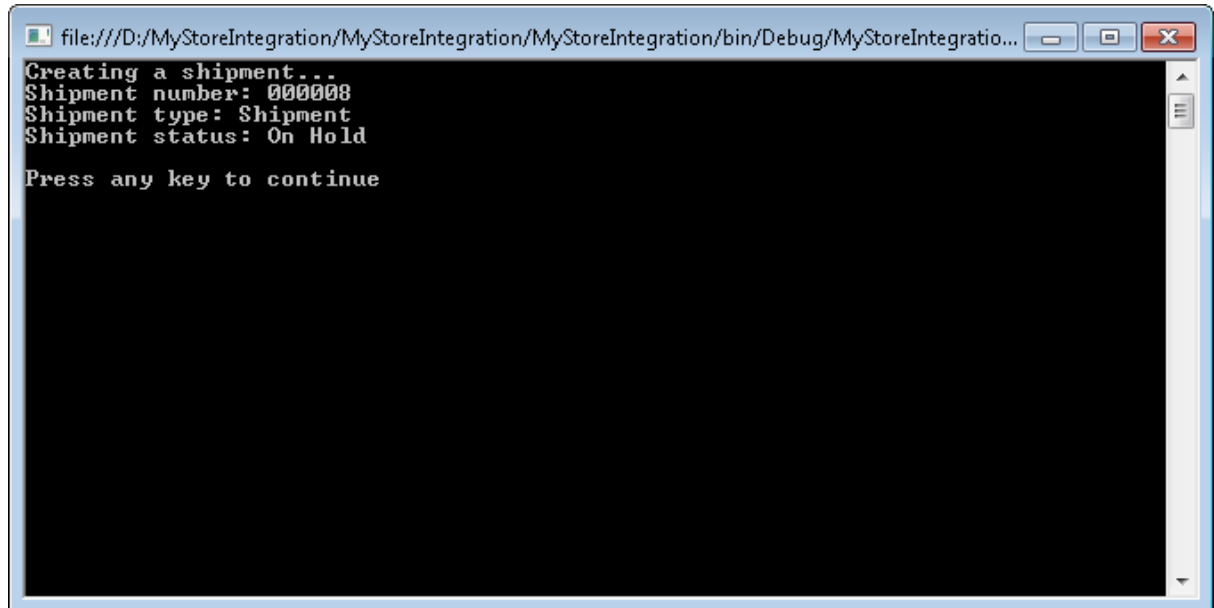 file:///D:/MyStoreIntegration/MyStoreIntegration/MyStoreIntegration/bin/Debug/MyStoreIntegratio...
Creating a shipment...
Shipment number: 000008
Shipment type: Shipment
Shipment status: On Hold
Press any key to continue